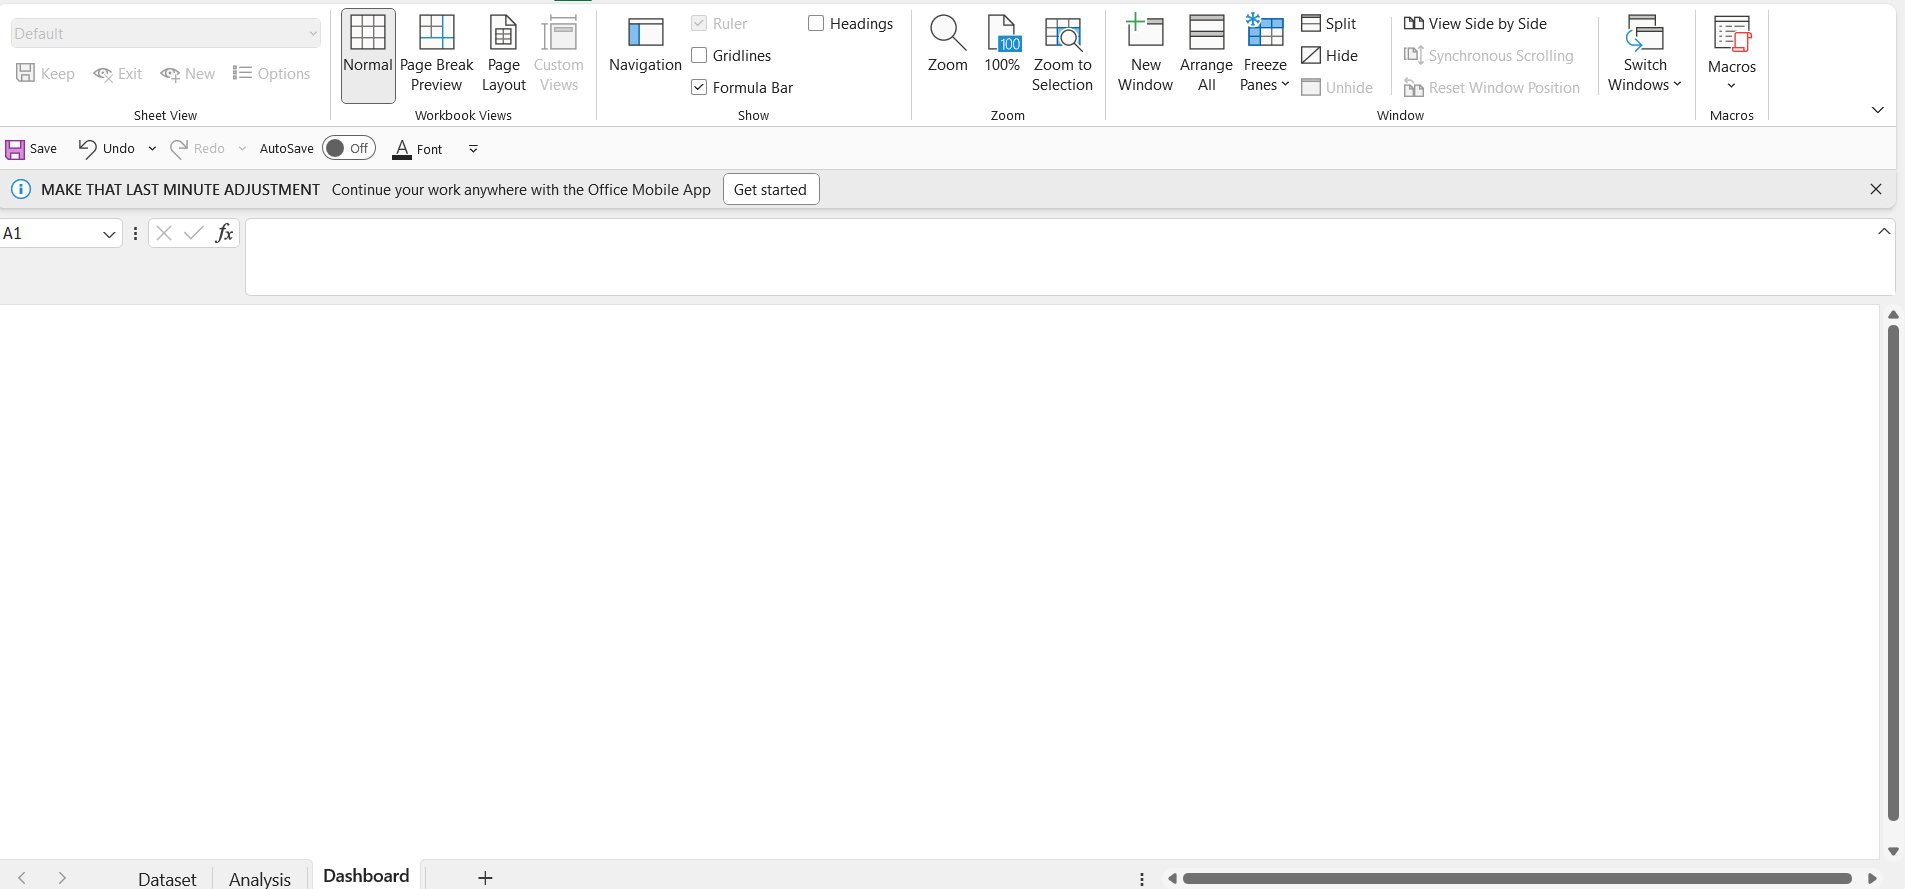 Default
Keep Exit New Options
Sheet View
Normal
Page Break
Preview
Page
Layout
Custom
Views
Workbook Views
Navigation
Ruler
Gridlines
Formula Bar
Headings
Show
Zoom
100
100%
Zoom to
Selection
Zoom
New
Window
Arrange
All
Freeze
Panes
Split
Hide
Unhide
View Side by Side
Synchronous Scrolling
Reset Window Position
Switch
Windows
Window
Macros
Macros
Save Undo Redo AutoSave Off A Font
MAKE THAT LAST MINUTE ADJUSTMENT Continue your work anywhere with the Office Mobile App Get started
A1 fx
Dataset Analysis Dashboard